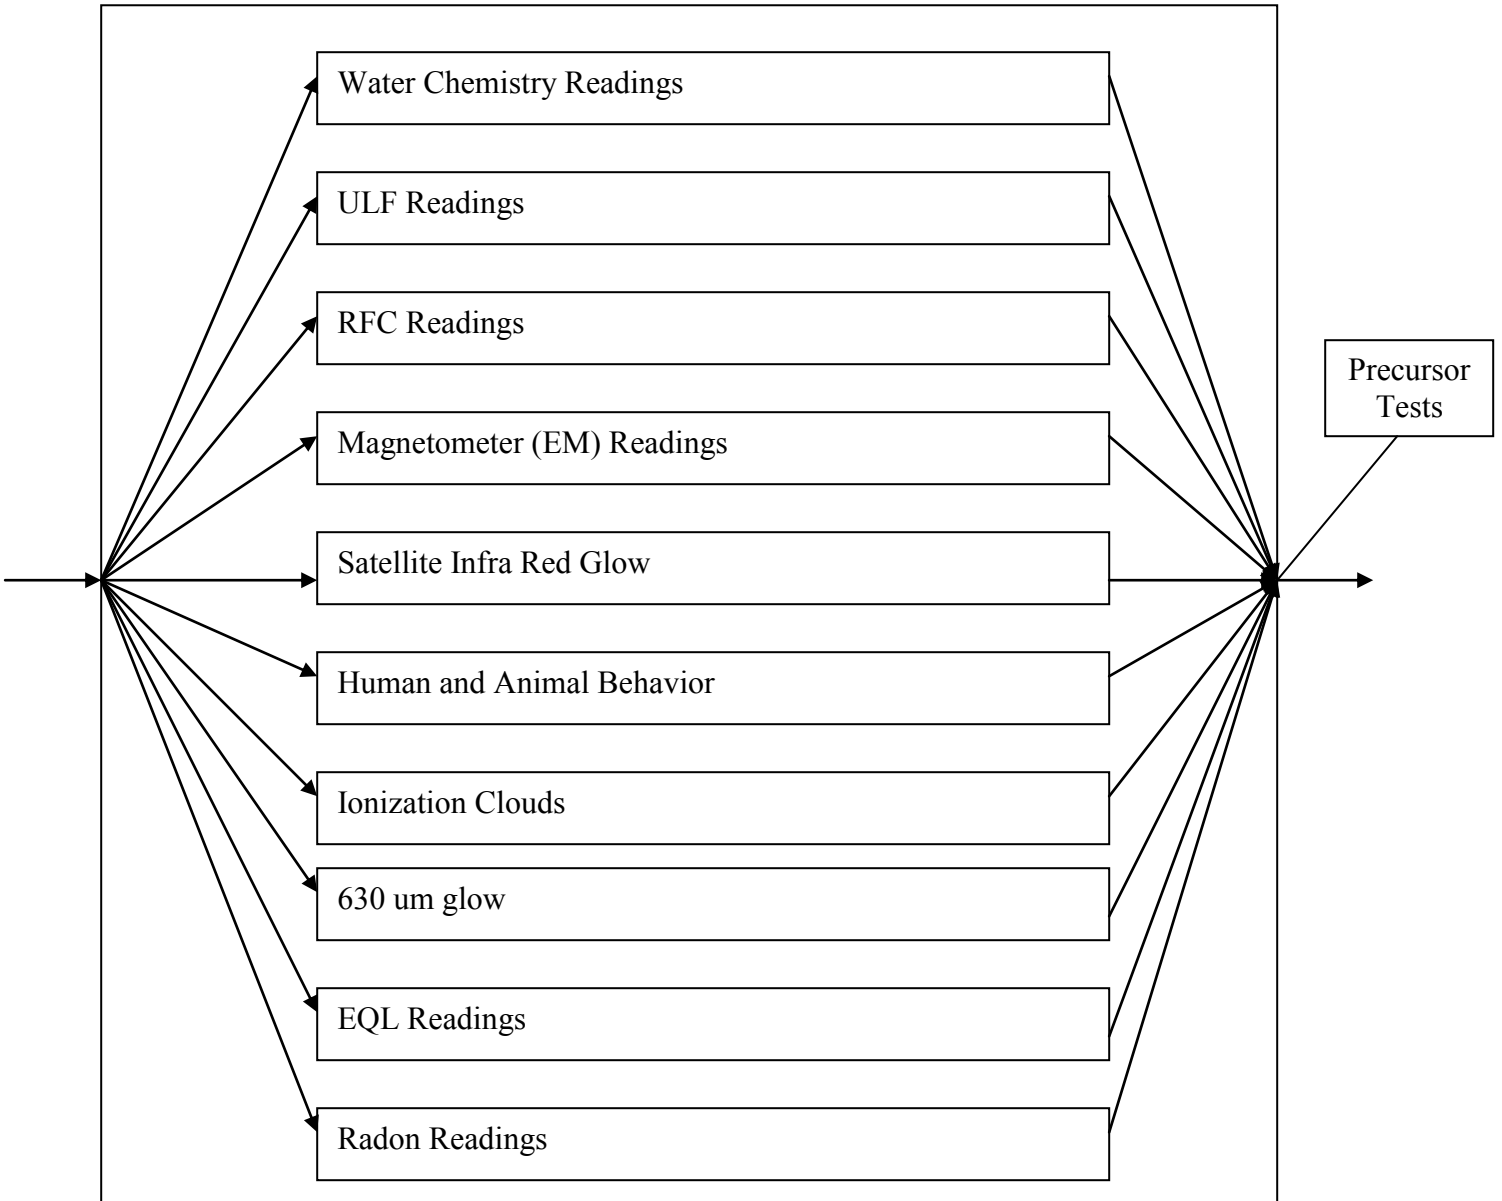 Water Chemistry Readings
ULF Readings
RFC Readings
Precursor
Tests
Magnetometer (EM) Readings
Satellite Infra Red Glow
Human and Animal Behavior
Ionization Clouds
630 um glow
EQL Readings
Radon Readings